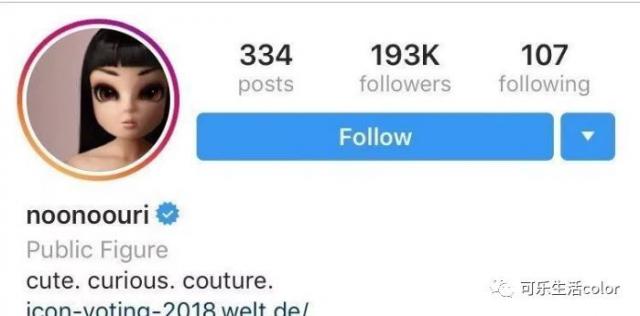 334 193K 107
posts followers following
Follow
noonoouri
Public Figure
cute. curious. couture.
icon-voting-2018.welt.de/
可乐生活color